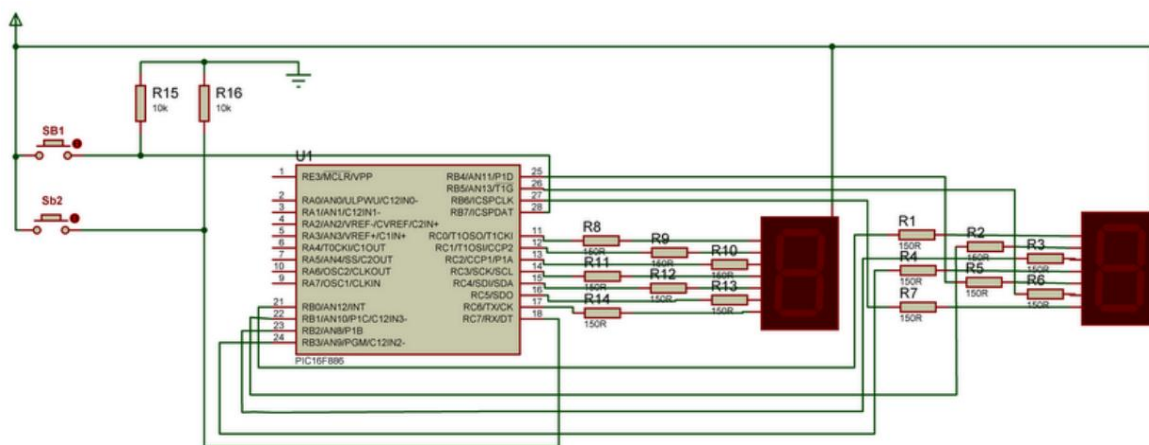 R15
10k
R16
10k
SB1
Sb2
U1
1 RE3/MCLR/VPP
2 RA0/AN0/ULPWU/C12IN0-
3 RA1/AN1/C12IN1-
4 RA2/AN2/VREF-/CVREF/C2IN+
5 RA3/AN3/VREF+/C1IN+
6 RA4/T0CKI/C1OUT
7 RA5/AN4/SS/C2OUT
10 RA6/OSC2/CLKOUT
9 RA7/OSC1/CLKIN
21 RB0/AN12/INT
22 RB1/AN10/P1C/C12IN3-
23 RB2/AN8/P1B
24 RB3/AN9/PGM/C12IN2-
RB4/AN11/P1D 25
RB5/AN13/T1G 26
RB6/ICSPCLK 27
RB7/ICSPDAT 28
RC0/T1OSO/T1CKI 11
RC1/T1OSI/CCP2 12
RC2/CCP1/P1A 13
RC3/SCK/SCL 14
RC4/SDI/SDA 15
RC5/SDO 16
RC6/TX/CK 17
RC7/RX/DT 18
PIC16F886
R8
150R
R9
150R
R10
150R
R11
150R
R12
150R
R13
150R
R14
150R
R1
150R
R2
150R
R3
150R
R4
150R
R5
150R
R6
150R
R7
150R